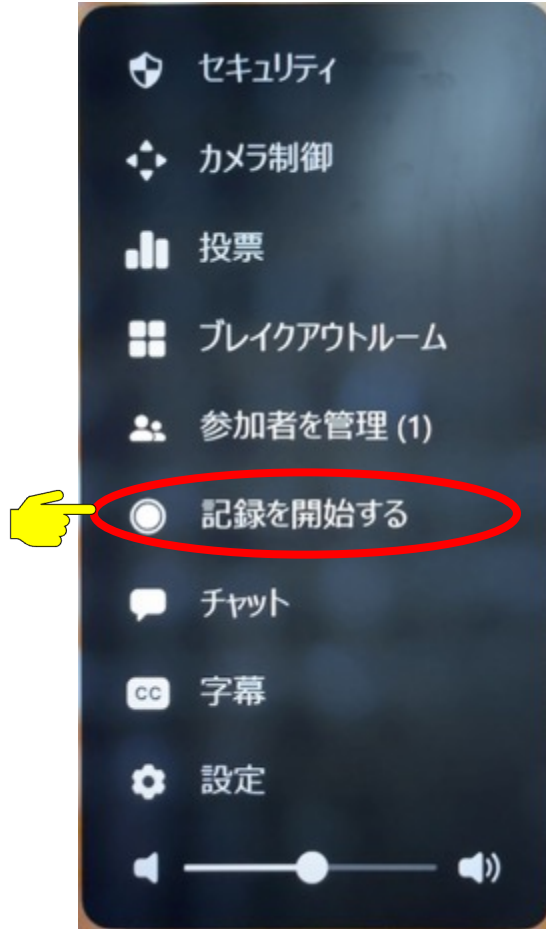 セキュリティ
カメラ制御
投票
ブレイクアウトルーム
参加者を管理 (1)
記録を開始する
チャット
CC 字幕
設定